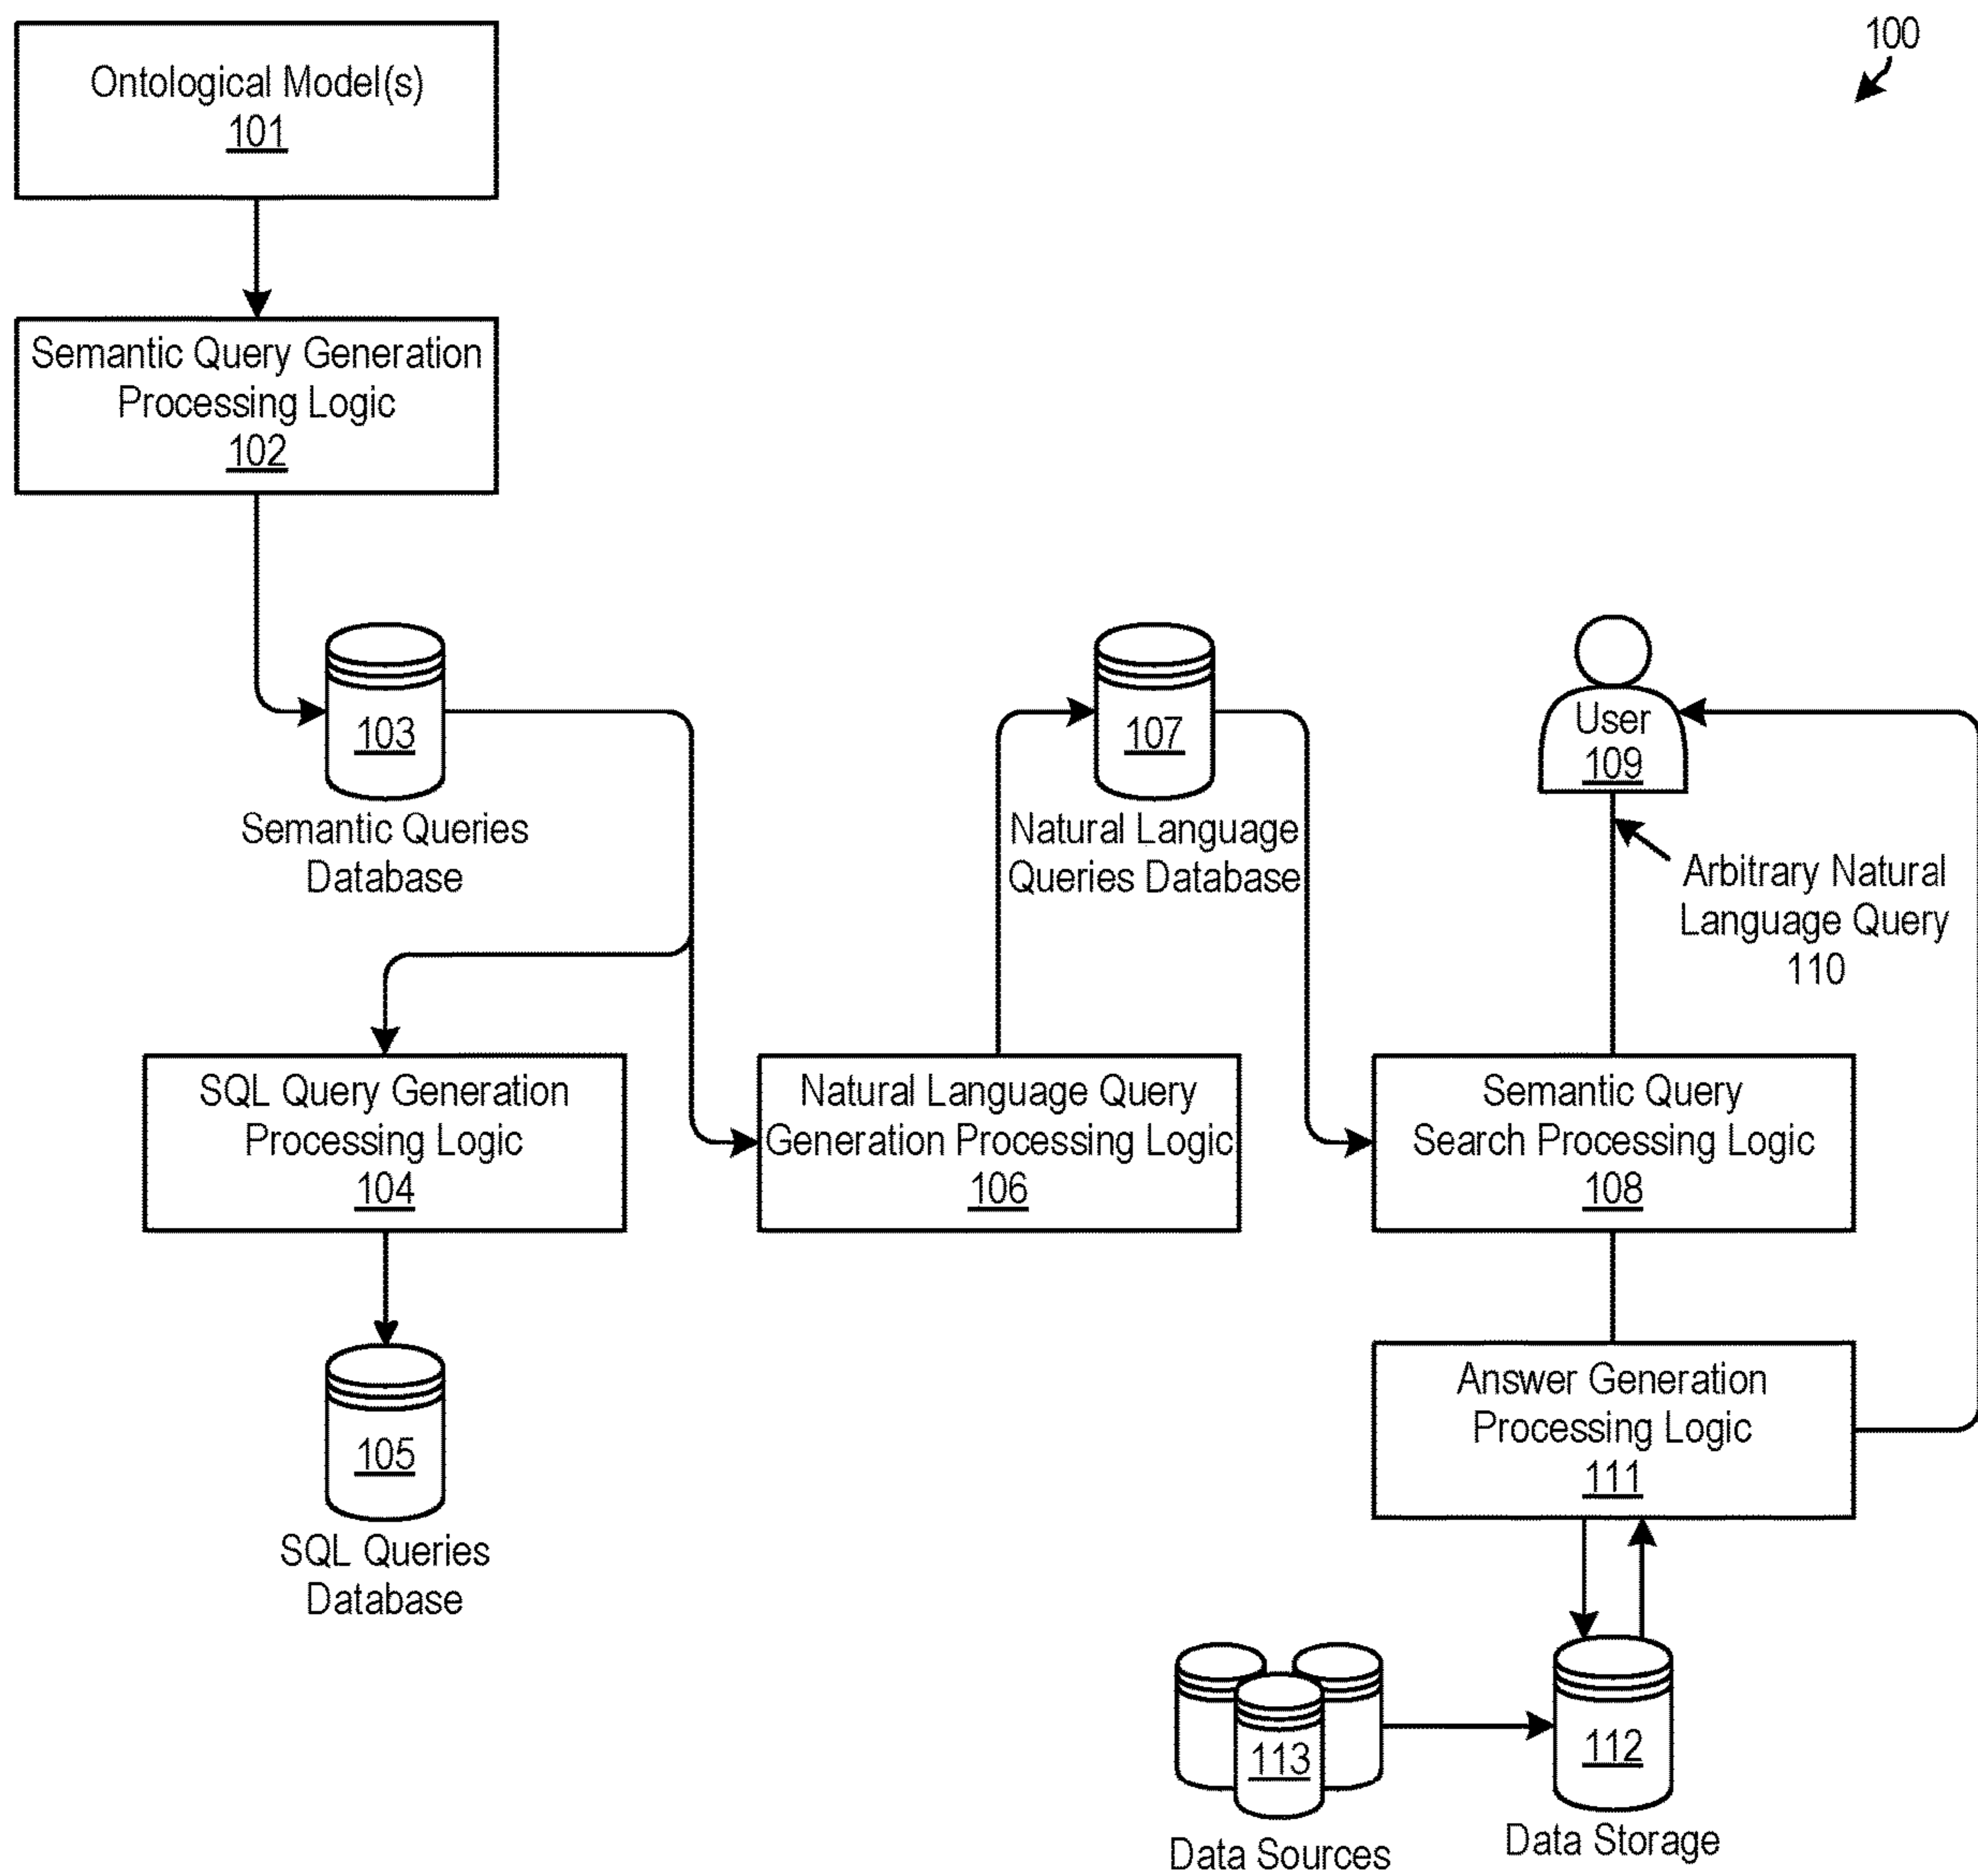 100
Ontological Model(s)
101
Semantic Query Generation
Processing Logic
102
103
Semantic Queries
Database
107
Natural Language
Queries Database
User
109
Arbitrary Natural
Language Query
110
SQL Query Generation
Processing Logic
104
Natural Language Query
Generation Processing Logic
106
Semantic Query
Search Processing Logic
108
105
SQL Queries
Database
Answer Generation
Processing Logic
111
113
Data Sources
112
Data Storage